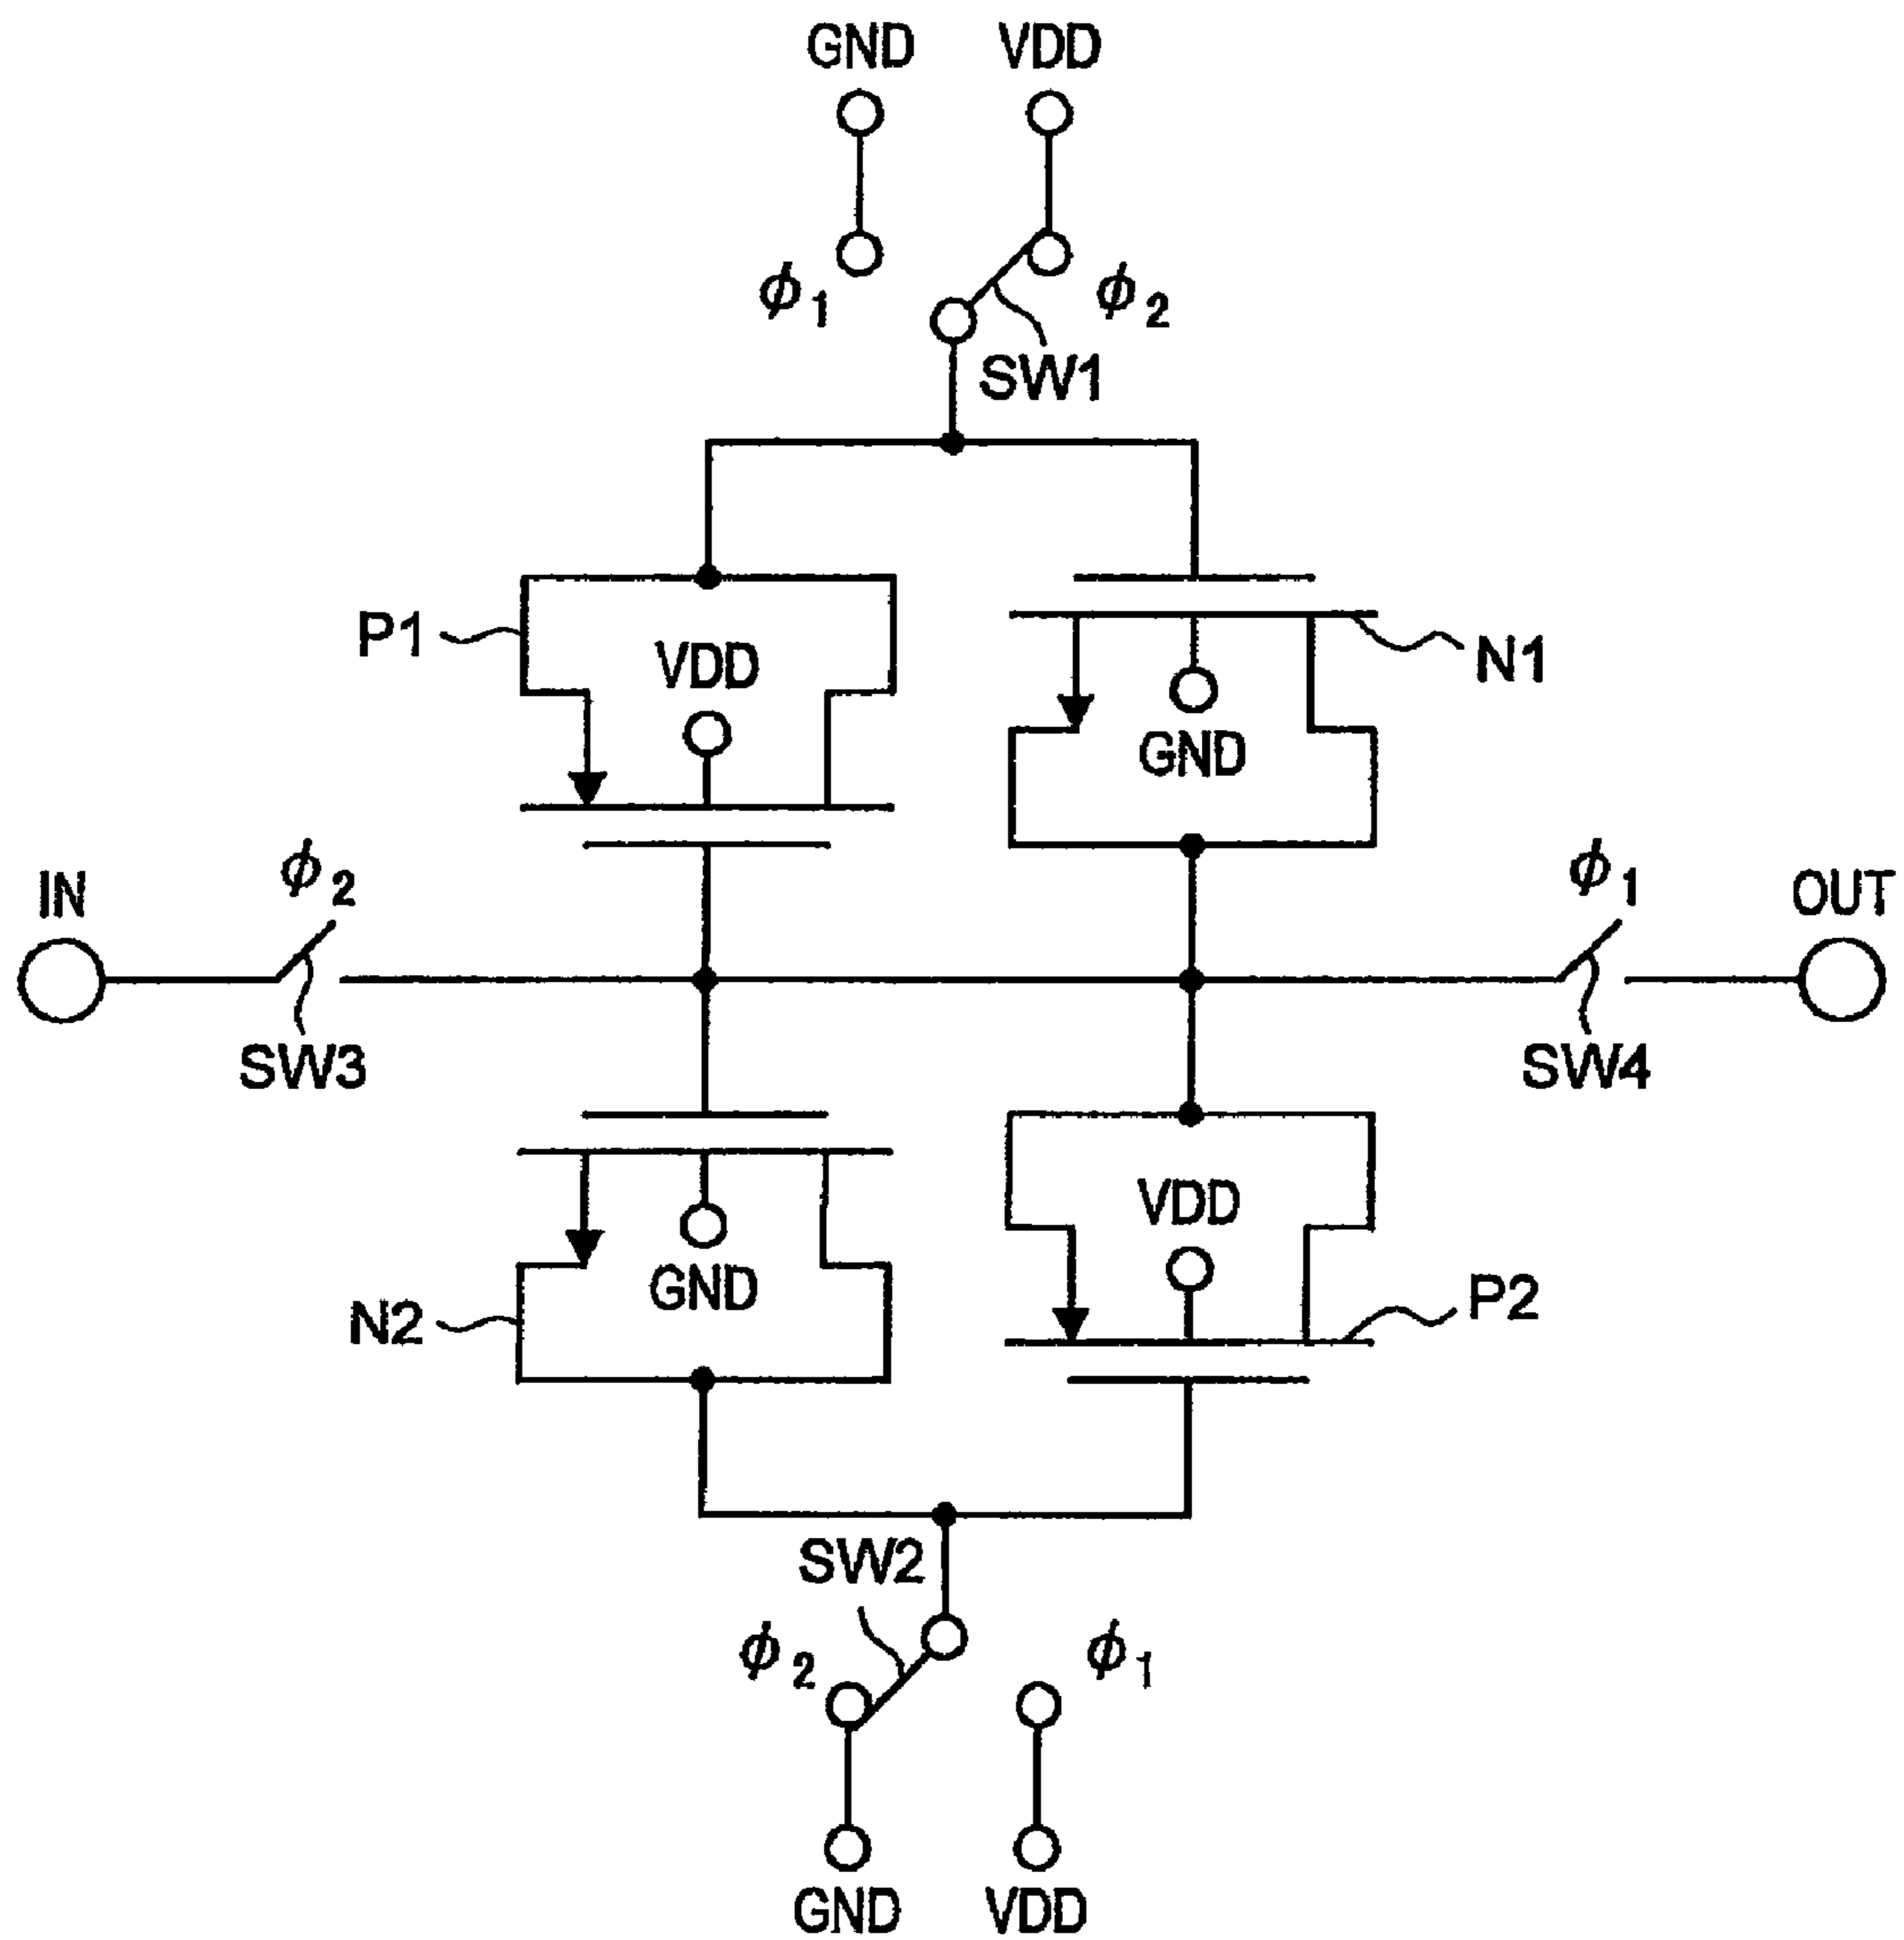 GND VDD
ϕ1 ϕ2
SW1
P1 VDD N1
GND
IN ϕ2 ϕ1 OUT
SW3 SW4
VDD
N2 GND P2
SW2
ϕ2 ϕ1
GND VDD